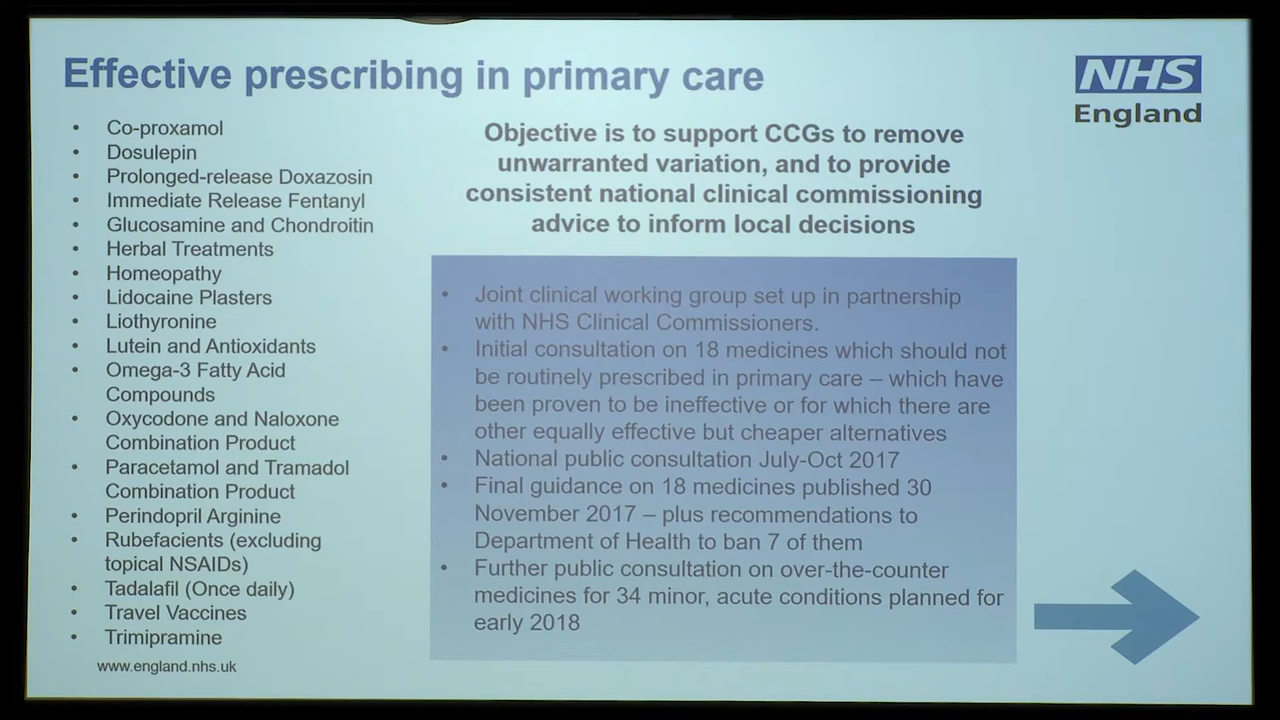 Effective prescribing in primary care
NHS
England
• Co-proxamol
• Dosulepin
• Prolonged-release Doxazosin
• Immediate Release Fentanyl
• Glucosamine and Chondroitin
• Herbal Treatments
• Homeopathy
• Lidocaine Plasters
• Liothyronine
• Lutein and Antioxidants
• Omega-3 Fatty Acid
Compounds
• Oxycodone and Naloxone
Combination Product
• Paracetamol and Tramadol
Combination Product
• Perindopril Arginine
• Rubefacients (excluding
topical NSAIDs)
• Tadalafil (Once daily)
• Travel Vaccines
• Trimipramine
www.england.nhs.uk
Objective is to support CCGs to remove
unwarranted variation, and to provide
consistent national clinical commissioning
advice to inform local decisions
• Joint clinical working group set up in partnership
with NHS Clinical Commissioners.
• Initial consultation on 18 medicines which should not
be routinely prescribed in primary care – which have
been proven to be ineffective or for which there are
other equally effective but cheaper alternatives
• National public consultation July-Oct 2017
• Final guidance on 18 medicines published 30
November 2017 – plus recommendations to
Department of Health to ban 7 of them
• Further public consultation on over-the-counter
medicines for 34 minor, acute conditions planned for
early 2018